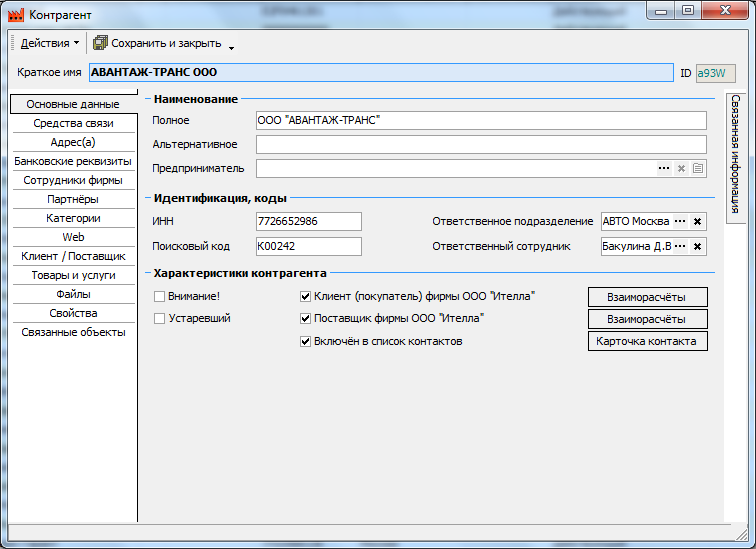 Контрагент
Действия Сохранить и закрыть
Краткое имя АВАНТАЖ-ТРАНС ООО ID a93W
Основные данные
Средства связи
Адрес(а)
Банковские реквизиты
Сотрудники фирмы
Партнёры
Категории
Web
Клиент / Поставщик
Товары и услуги
Файлы
Свойства
Связанные объекты
Наименование
Полное ООО "АВАНТАЖ-ТРАНС"
Альтернативное
Предприниматель
Идентификация, коды
ИНН 7726652986 Ответственное подразделение АВТО Москва
Поисковый код К00242 Ответственный сотрудник Бакулина Д.В
Характеристики контрагента
Внимание! Клиент (покупатель) фирмы ООО "Ителла" Взаиморасчёты
Устаревший Поставщик фирмы ООО "Ителла" Взаиморасчёты
Включён в список контактов Карточка контакта
Связанная информация